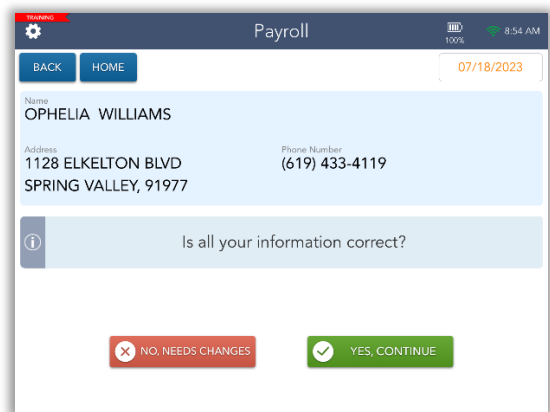 TRAINING
Payroll
100%
8:54 AM
BACK
HOME
07/18/2023
Name
OPHELIA WILLIAMS
Address
Phone Number
1128 ELKELTON BLVD
(619) 433-4119
SPRING VALLEY, 91977
Is all your information correct?
NO, NEEDS CHANGES
YES, CONTINUE